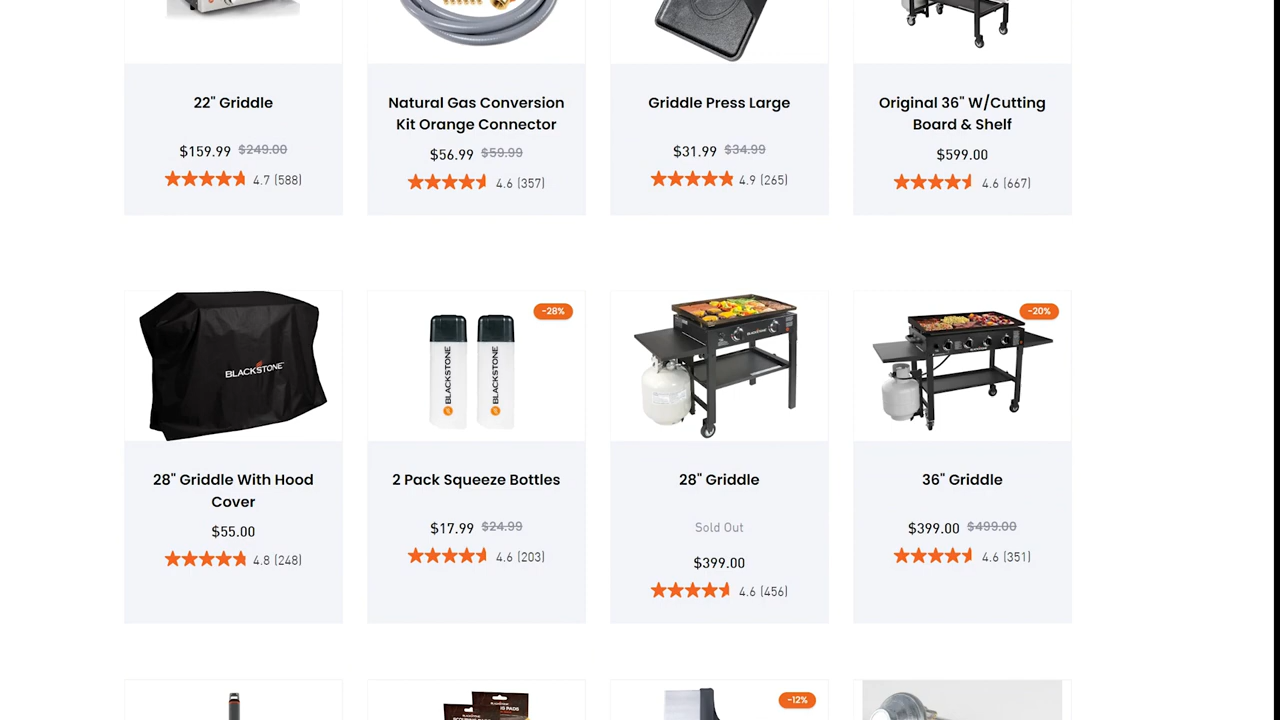 22" Griddle
$159.99 $249.00
4.7 (588)
Natural Gas Conversion
Kit Orange Connector
$56.99 $59.99
4.6 (357)
Griddle Press Large
$31.99 $34.99
4.9 (265)
Original 36" W/Cutting
Board & Shelf
$599.00
4.6 (667)
BLACKSTONE
28" Griddle With Hood
Cover
$55.00
4.8 (248)
-28%
BLACKSTONE
BLACKSTONE
2 Pack Squeeze Bottles
$17.99 $24.99
4.6 (203)
BLACKSTONE
28" Griddle
Sold Out
$399.00
4.6 (456)
-20%
36" Griddle
$399.00 $499.00
4.6 (351)
-12%